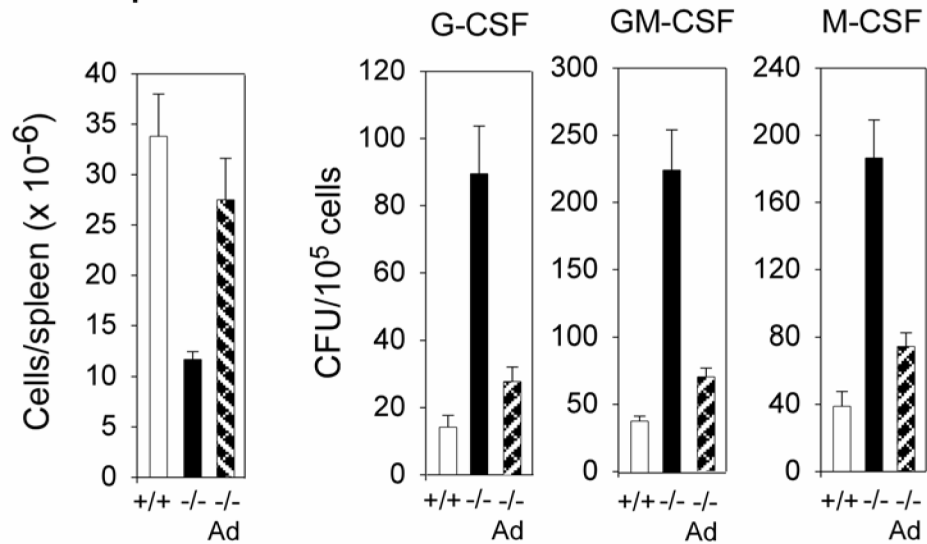 G-CSF
GM-CSF
M-CSF
Cells/spleen (x 10-6)
40
35
30
25
20
15
10
5
0
+/+ -/- -/-
Ad
CFU/105 cells
120
100
80
60
40
20
0
+/+ -/- -/-
Ad
300
250
200
150
100
50
0
+/+ -/- -/-
Ad
240
200
160
120
80
40
0
+/+ -/- -/-
Ad